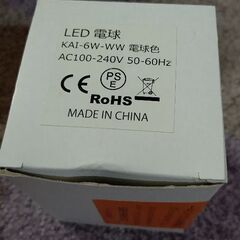 LED 電球
KAI-6W-WW 電球色
AC100-240V 50-60Hz
PS
E
CE
RoHS
MADE IN CHINA